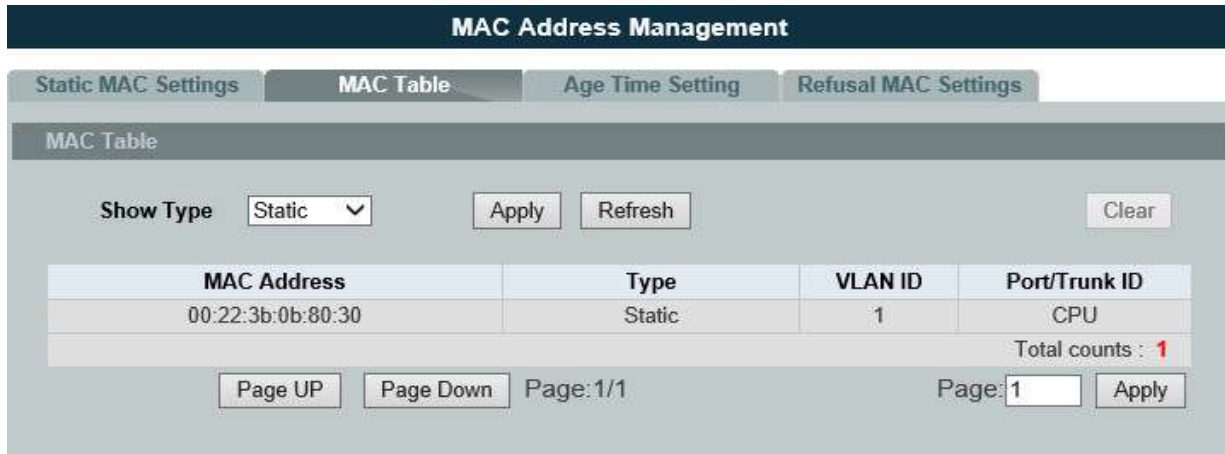 MAC Address Management
Static MAC Settings MAC Table Age Time Setting Refusal MAC Settings
MAC Table
Show Type Static Apply Refresh Clear
MAC Address Type VLAN ID Port/Trunk ID
00:22:3b:0b:80:30 Static 1 CPU
Total counts : 1
Page UP Page Down Page:1/1 Page: 1 Apply